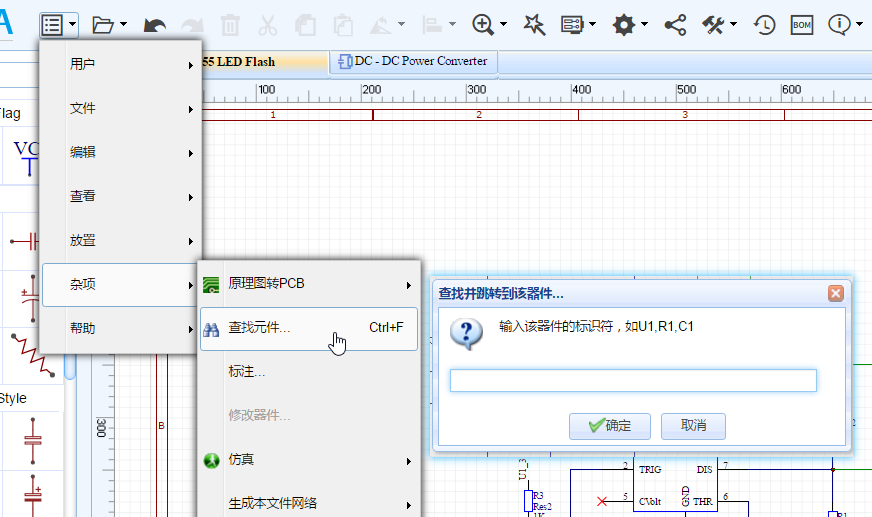 BOM
用户
文件
编辑
查看
放置
杂项
帮助
55 LED Flash
DC - DC Power Converter
100
200
300
400
500
600
1
2
3
lag
VC
原理图转PCB
查找元件... Ctrl+F
标注...
修改器件...
仿真
生成本文件网络
查找并跳转到该器件...
输入该器件的标识符，如U1,R1,C1
确定
取消
Style
300
B
U1_3
2 TRIG DIS 7
5 CVolt GND THR 6
R3
Res2
1K
R1